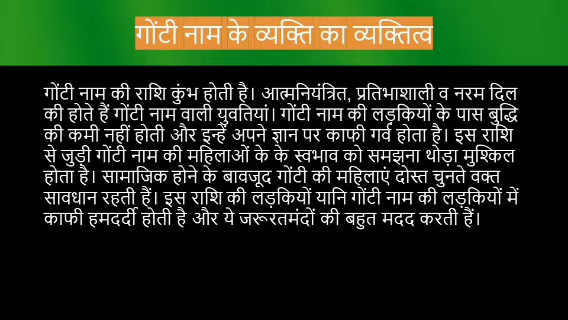 गोंटी नाम के व्यक्ति का व्यक्तित्व
गोंटी नाम की राशि कुंभ होती है। आत्मनियंत्रित, प्रतिभाशाली व नरम दिल
की होते हैं गोंटी नाम वाली युवतियां। गोंटी नाम की लड़कियों के पास बुद्धि
की कमी नहीं होती और इन्हें अपने ज्ञान पर काफी गर्व होता है। इस राशि
से जुड़ी गोंटी नाम की महिलाओं के के स्वभाव को समझना थोड़ा मुश्किल
होता है। सामाजिक होने के बावजूद गोंटी की महिलाएं दोस्त चुनते वक्त
सावधान रहती हैं। इस राशि की लड़कियों यानि गोंटी नाम की लड़कियों में
काफी हमदर्दी होती है और ये जरूरतमंदों की बहुत मदद करती हैं।